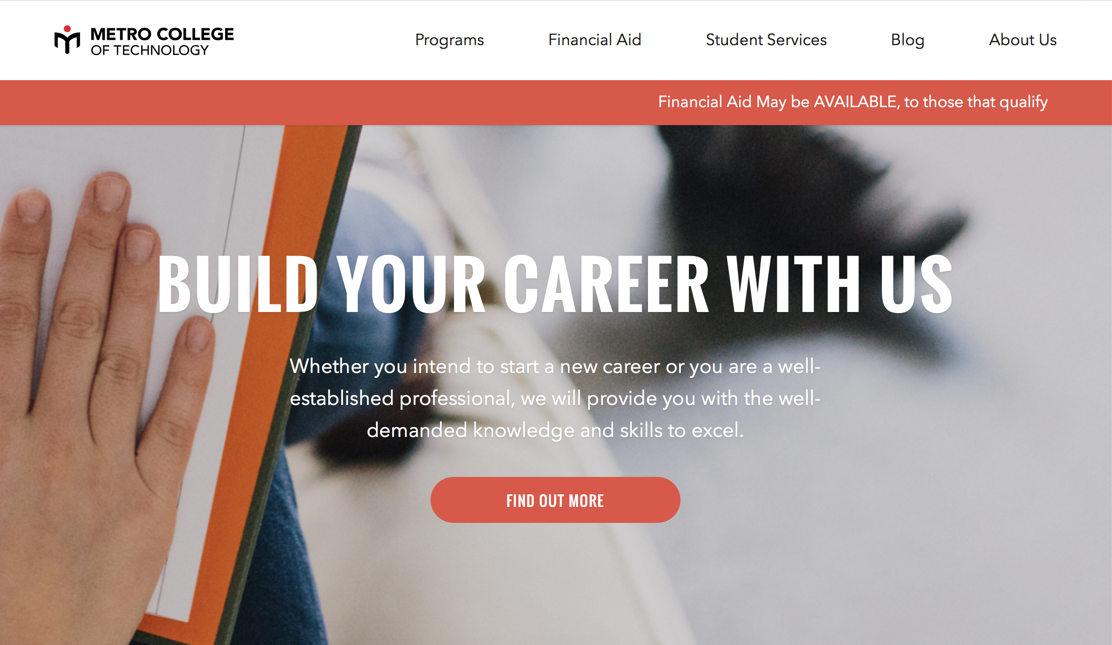 METRO COLLEGE
OF TECHNOLOGY
Programs
Financial Aid
Student Services
Blog
About Us
Financial Aid May be AVAILABLE, to those that qualify
BUILD YOUR CAREER WITH US
Whether you intend to start a new career or you are a well-
established professional, we will provide you with the well-
demanded knowledge and skills to excel.
FIND OUT MORE